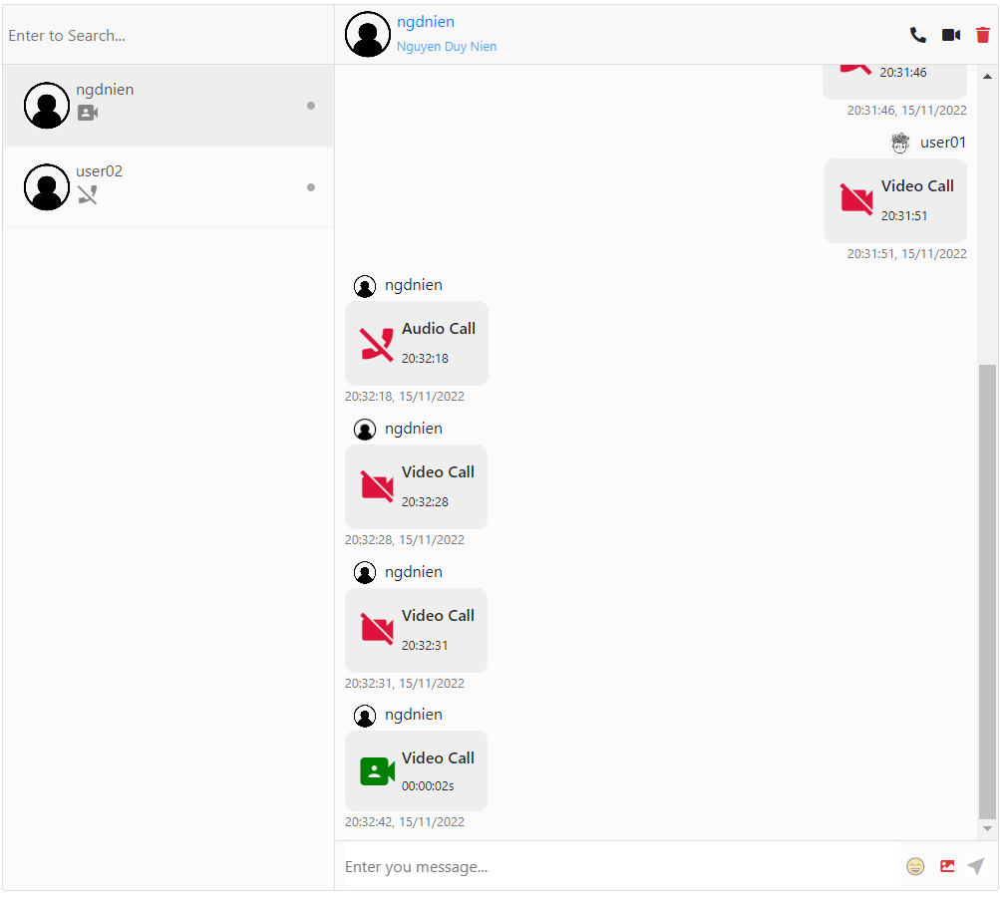 Enter to Search...
ngdnien
user02
ngdnien
Nguyen Duy Nien
20:31:46
20:31:46, 15/11/2022
user01
Video Call
20:31:51
20:31:51, 15/11/2022
ngdnien
Audio Call
20:32:18
20:32:18, 15/11/2022
ngdnien
Video Call
20:32:28
20:32:28, 15/11/2022
ngdnien
Video Call
20:32:31
20:32:31, 15/11/2022
ngdnien
Video Call
00:00:02s
20:32:42, 15/11/2022
Enter you message...